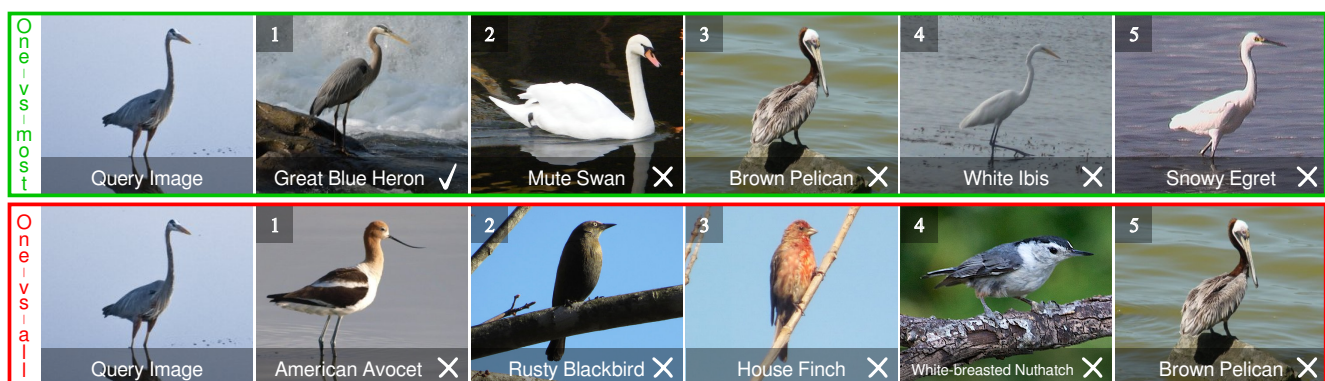 One-vs-most
1
2
3
4
5
Query Image
Great Blue Heron ✓
Mute Swan ✕
Brown Pelican ✕
White Ibis ✕
Snowy Egret ✕
One-vs-all
1
2
3
4
5
Query Image
American Avocet ✕
Rusty Blackbird ✕
House Finch ✕
White-breasted Nuthatch ✕
Brown Pelican ✕